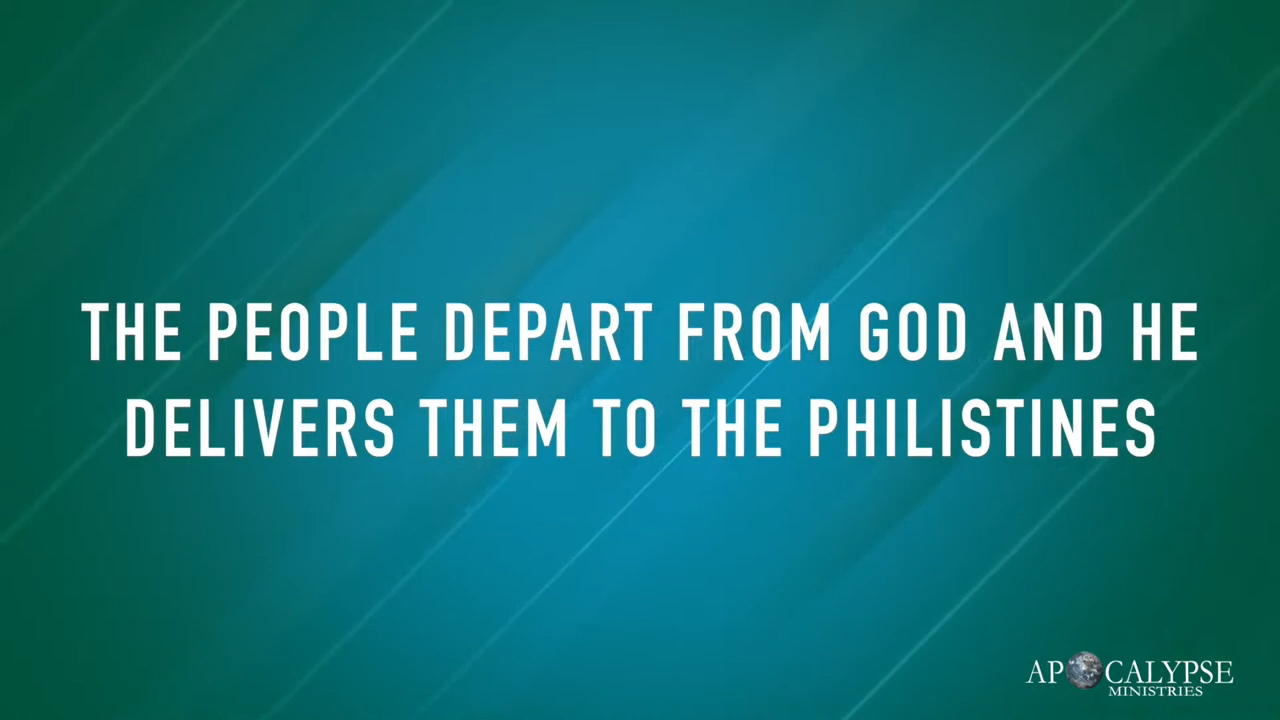 THE PEOPLE DEPART FROM GOD AND HE
DELIVERS THEM TO THE PHILISTINES
APOCALYPSE
MINISTRIES